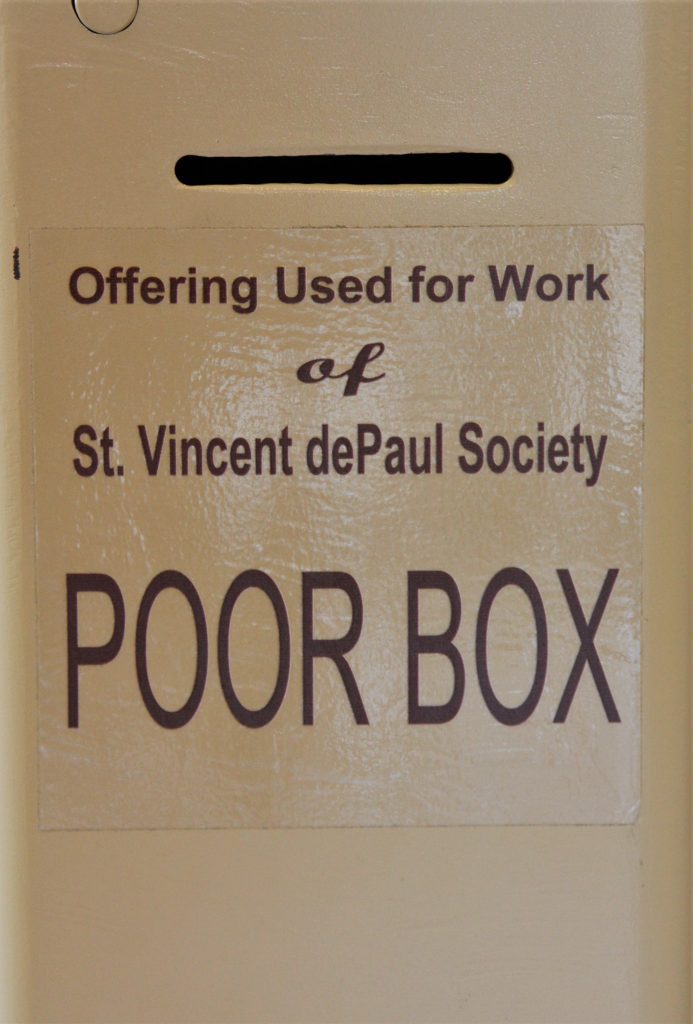 Offering Used for Work
of
St. Vincent dePaul Society
POOR BOX